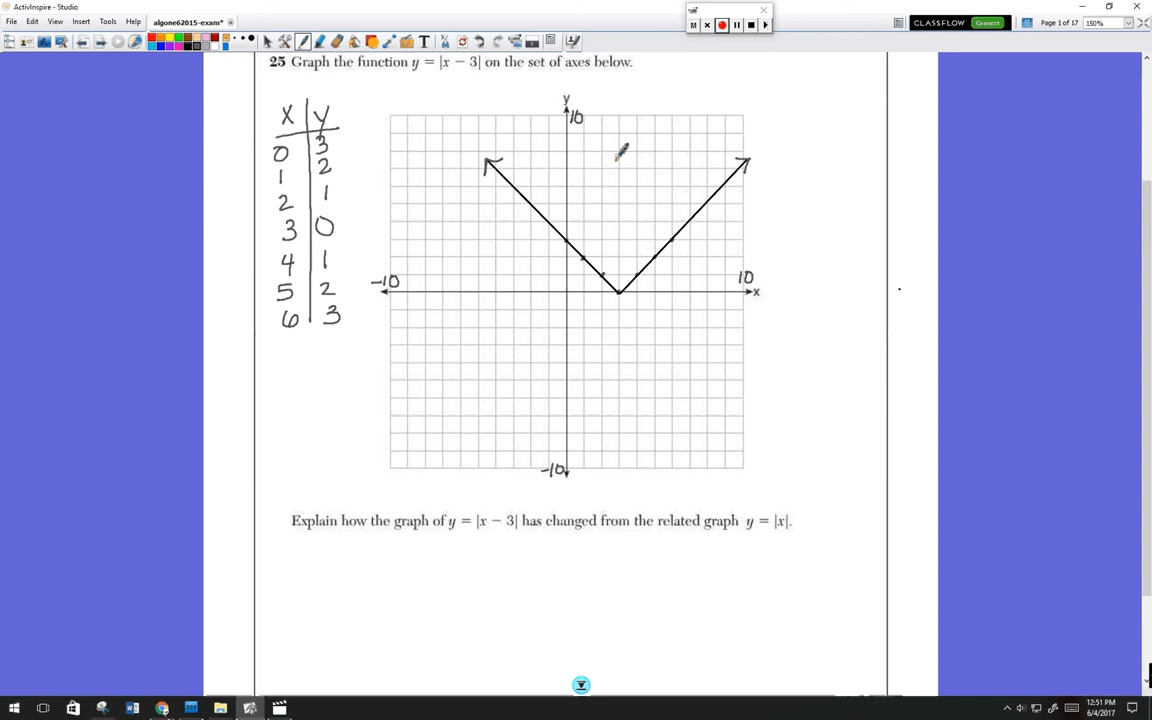 ActivInspire - Studio
File Edit View Insert Tools Help algone62015-exam* CLASSFLOW Connect Page 1 of 17 150%
M
25 Graph the function y = |x − 3| on the set of axes below.
X Y
0 3
1 2
2 1
3 0
4 1
5 2
6 3
y
10
-10
10
x
-10
Explain how the graph of y = |x − 3| has changed from the related graph y = |x|.
12:51 PM
6/4/2017